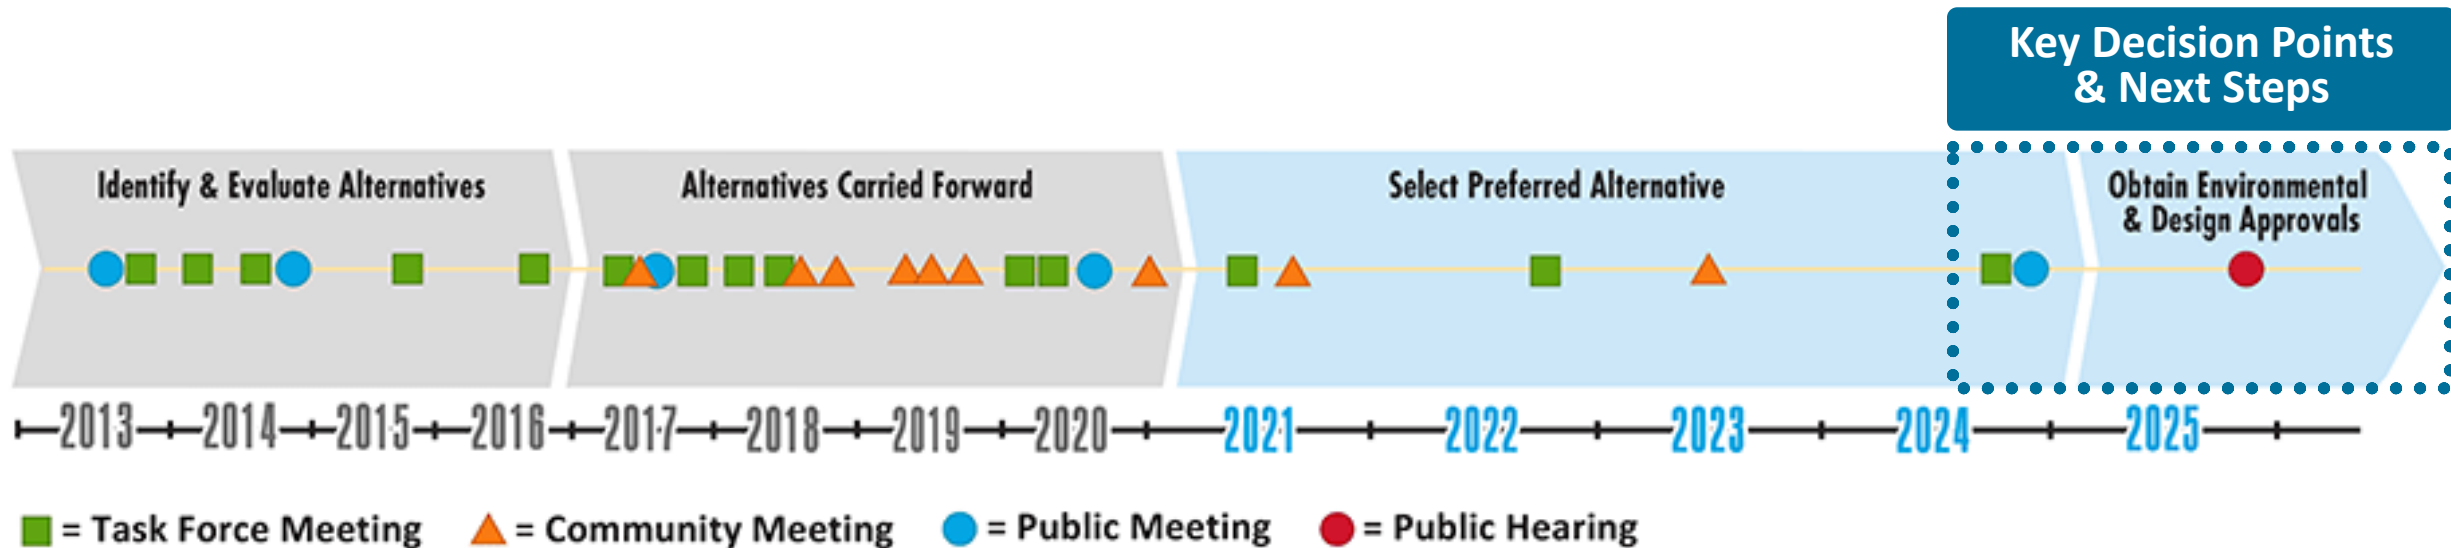 Key Decision Points
& Next Steps
Identify & Evaluate Alternatives
Alternatives Carried Forward
Select Preferred Alternative
Obtain Environmental
& Design Approvals
2013 2014 2015 2016 2017 2018 2019 2020 2021 2022 2023 2024 2025
= Task Force Meeting = Community Meeting = Public Meeting = Public Hearing